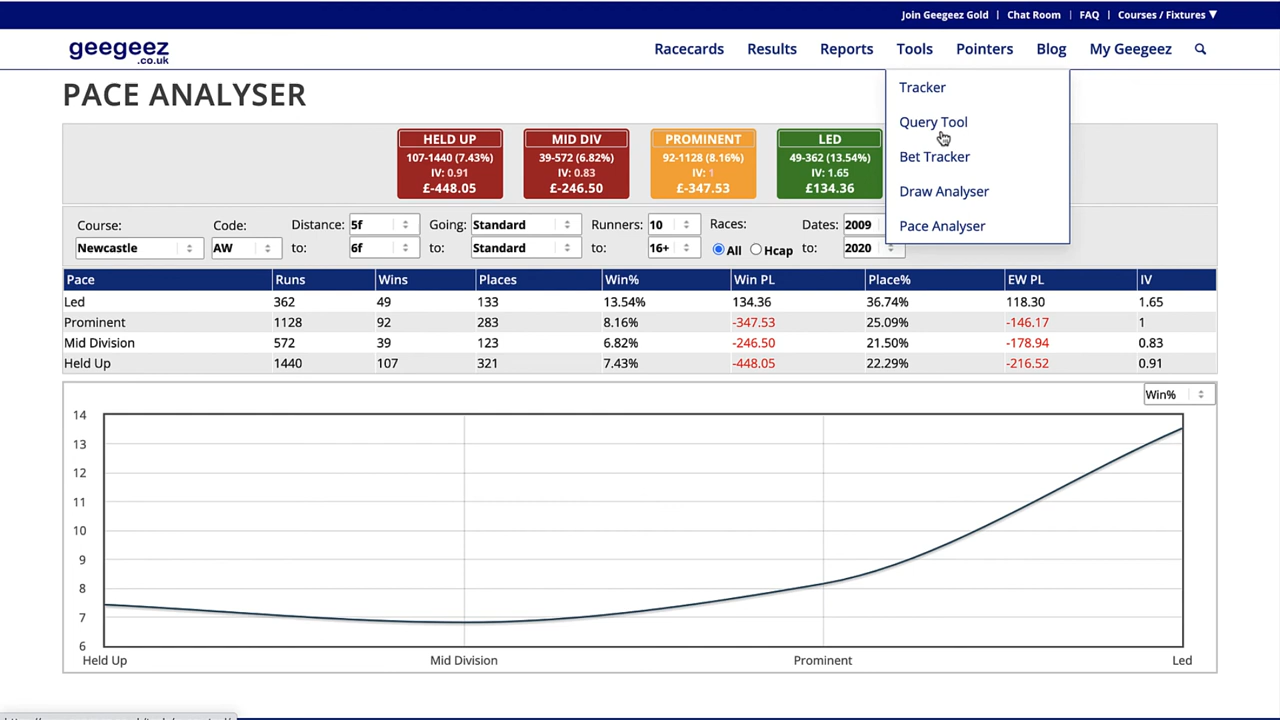 Join Geegeez Gold | Chat Room | FAQ | Courses / Fixtures ▼
geegeez
.co.uk
Racecards Results Reports Tools Pointers Blog My Geegeez
Tracker
Query Tool
Bet Tracker
Draw Analyser
Pace Analyser
PACE ANALYSER
HELD UP MID DIV PROMINENT LED
107-1440 (7.43%) 39-572 (6.82%) 92-1128 (8.16%) 49-362 (13.54%)
IV: 0.91 IV: 0.83 IV: 1 IV: 1.65
£-448.05 £-246.50 £-347.53 £134.36
Course: Code: Distance: 5f Going: Standard Runners: 10 Races: Dates: 2009
Newcastle AW to: 6f to: Standard to: 16+ All Hcap to: 2020
Pace Runs Wins Places Win% Win PL Place% EW PL IV
Led 362 49 133 13.54% 134.36 36.74% 118.30 1.65
Prominent 1128 92 283 8.16% -347.53 25.09% -146.17 1
Mid Division 572 39 123 6.82% -246.50 21.50% -178.94 0.83
Held Up 1440 107 321 7.43% -448.05 22.29% -216.52 0.91
Win%
14
13
12
11
10
9
8
7
6
Held Up Mid Division Prominent Led